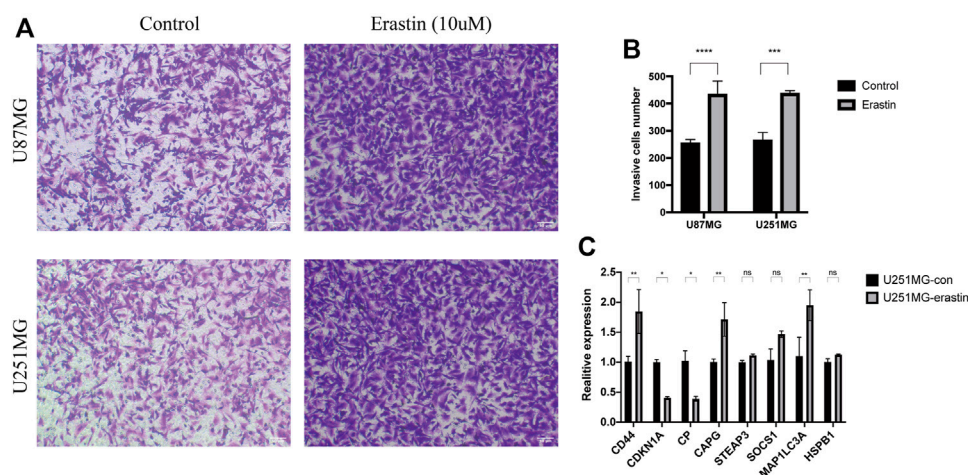 A
Control
Erastin (10uM)
U87MG
U251MG
B
****
***
Invasive cells number
500
400
300
200
100
0
U87MG
U251MG
Control
Erastin
C
** * * ** ns ns ** ns
Realitive expression
2.5
2.0
1.5
1.0
0.5
0.0
CD44
CDKN1A
CP
CAPG
STEAP3
SOCS1
MAP1LC3A
HSPB1
U251MG-con
U251MG-erastin